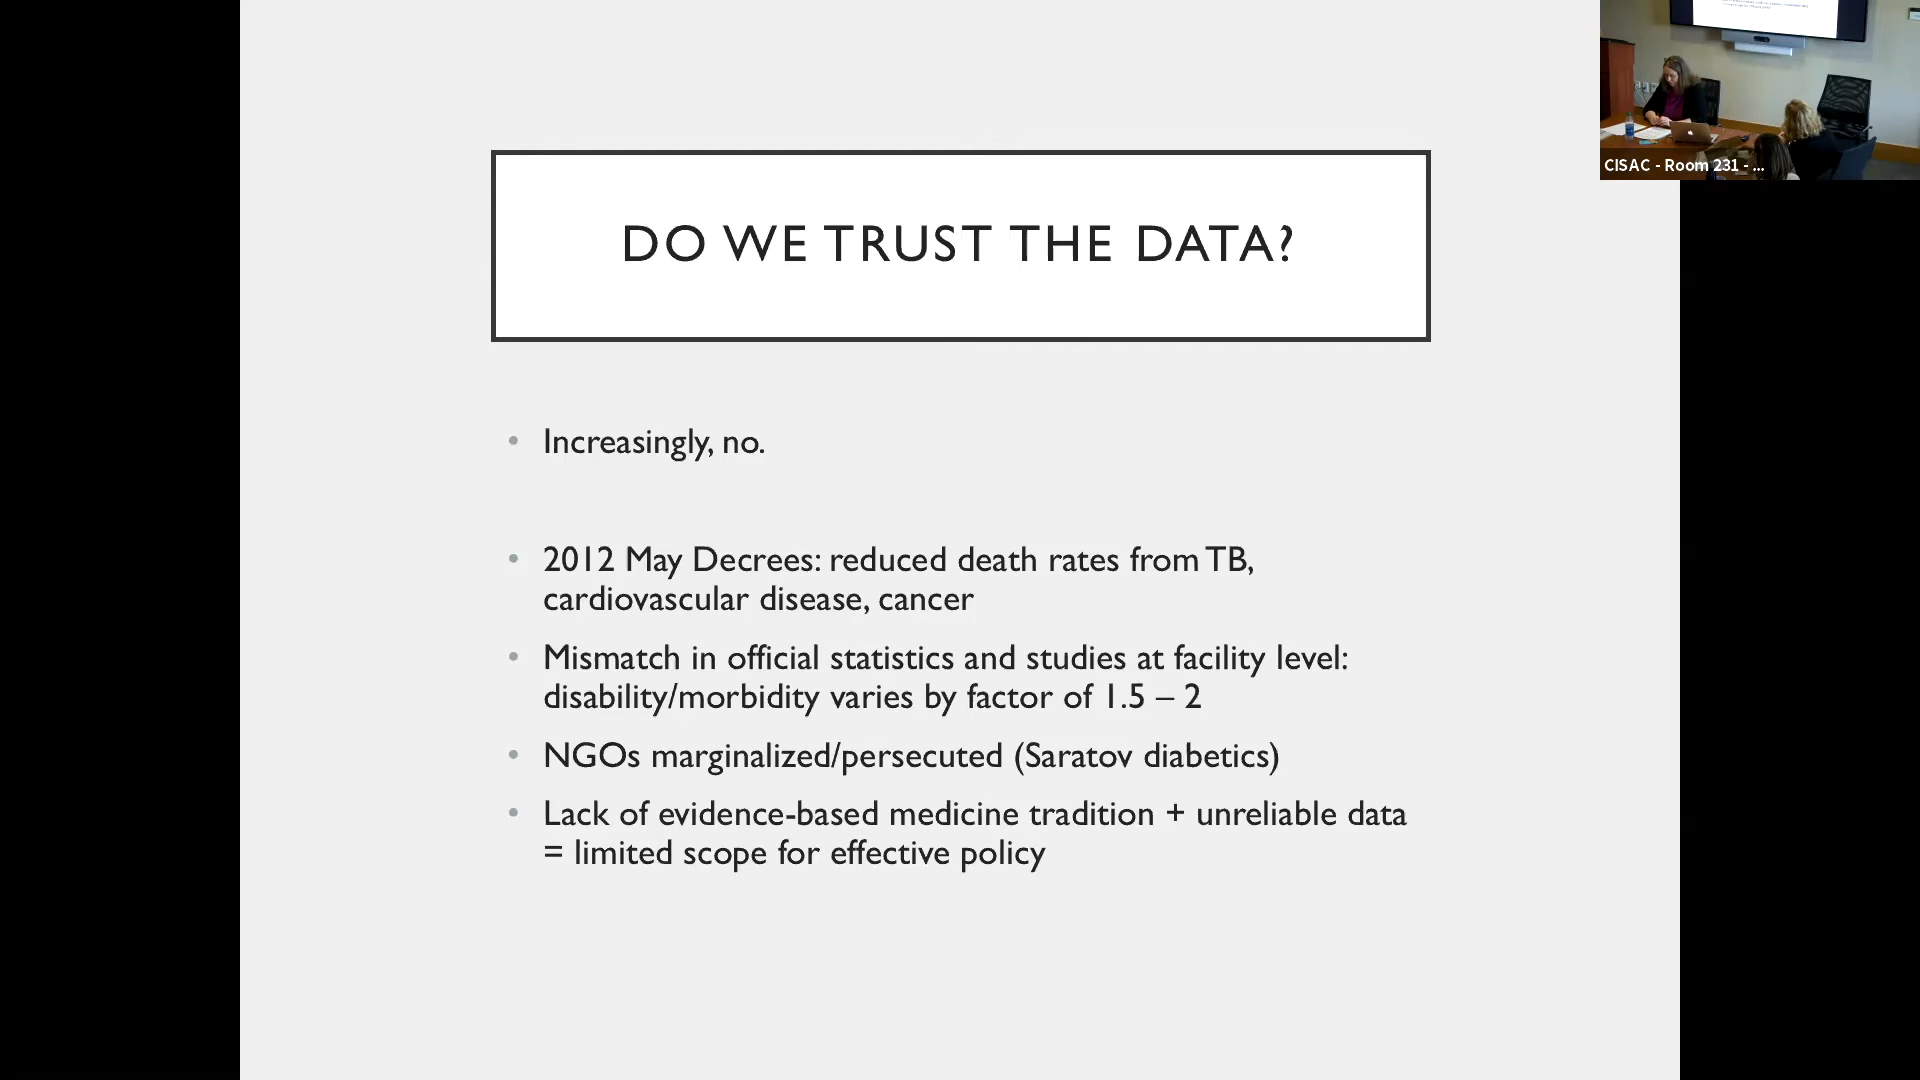 CISAC - Room 231 - ...
DO WE TRUST THE DATA?
• Increasingly, no.
• 2012 May Decrees: reduced death rates from TB,
cardiovascular disease, cancer
• Mismatch in official statistics and studies at facility level:
disability/morbidity varies by factor of 1.5 – 2
• NGOs marginalized/persecuted (Saratov diabetics)
• Lack of evidence-based medicine tradition + unreliable data
= limited scope for effective policy